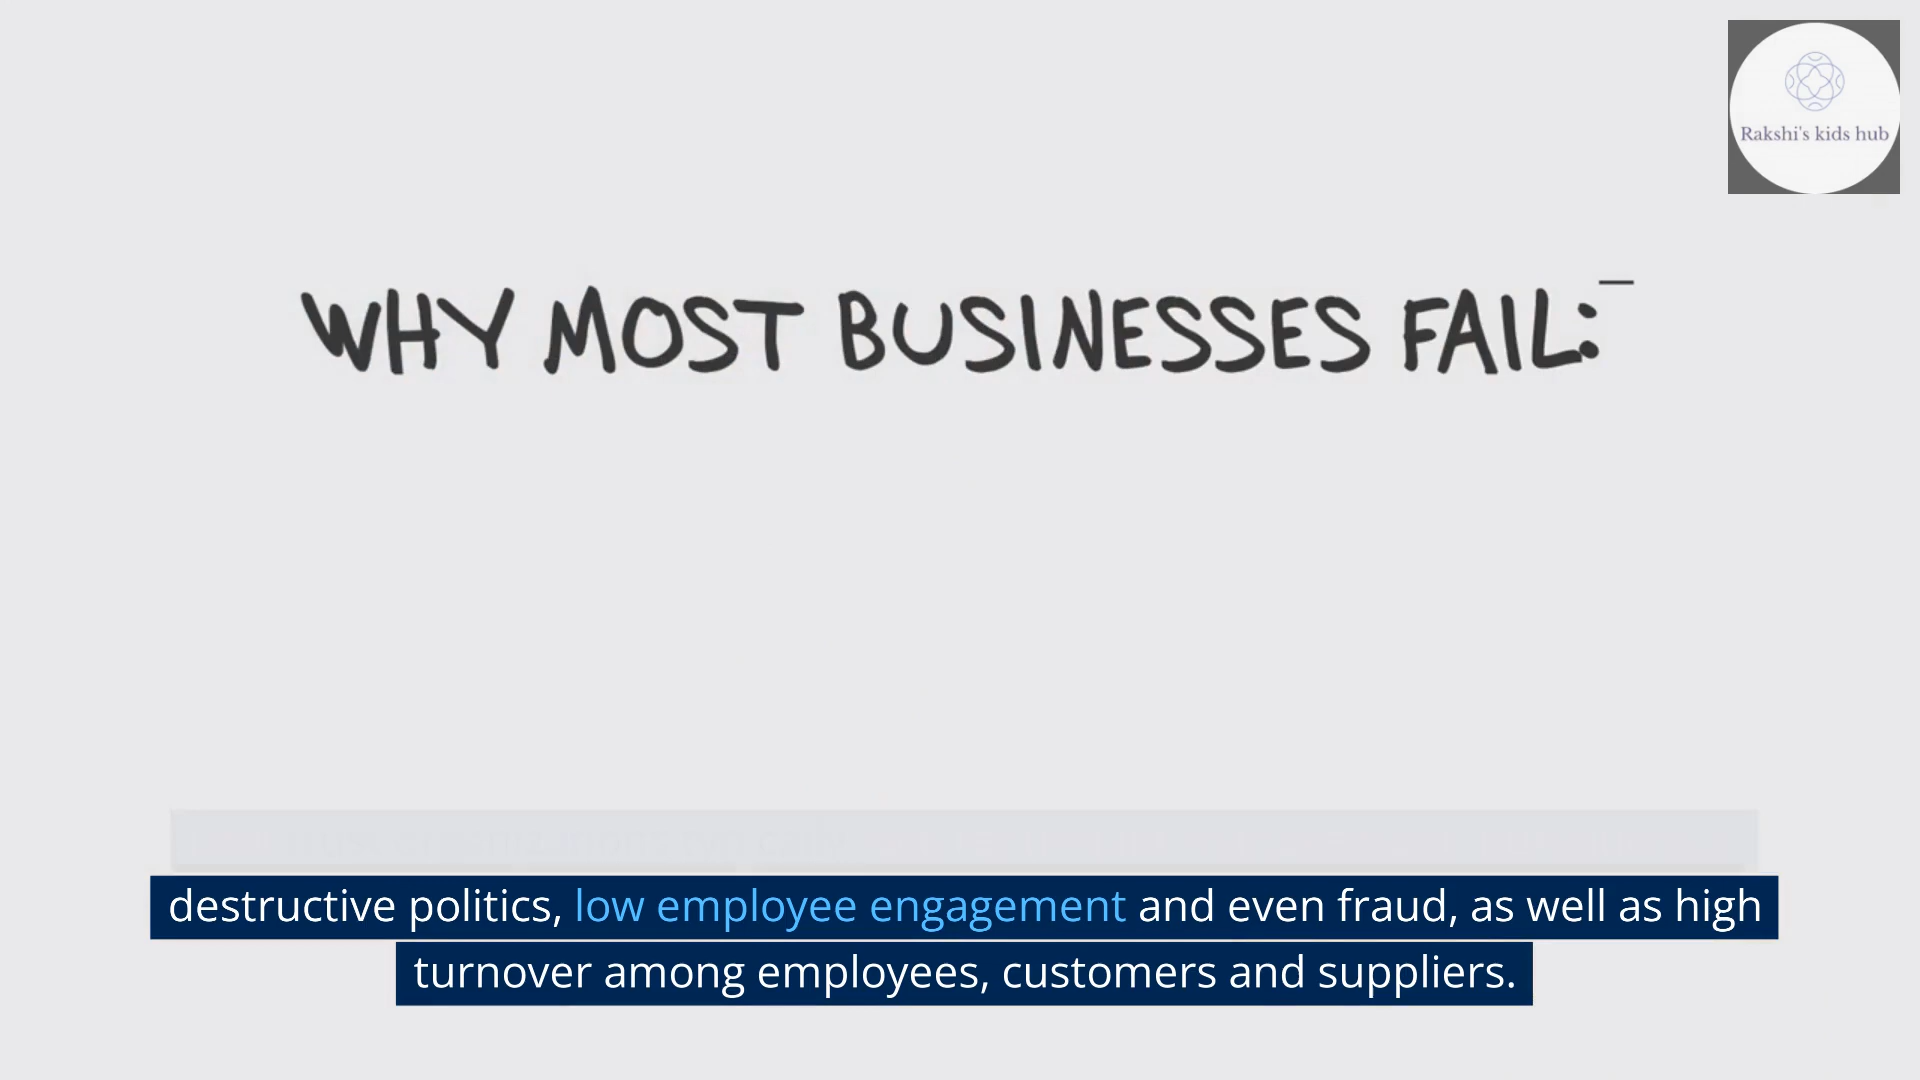 Rakshi's kids hub
WHY MOST BUSINESSES FAIL:
destructive politics, low employee engagement and even fraud, as well as high
turnover among employees, customers and suppliers.